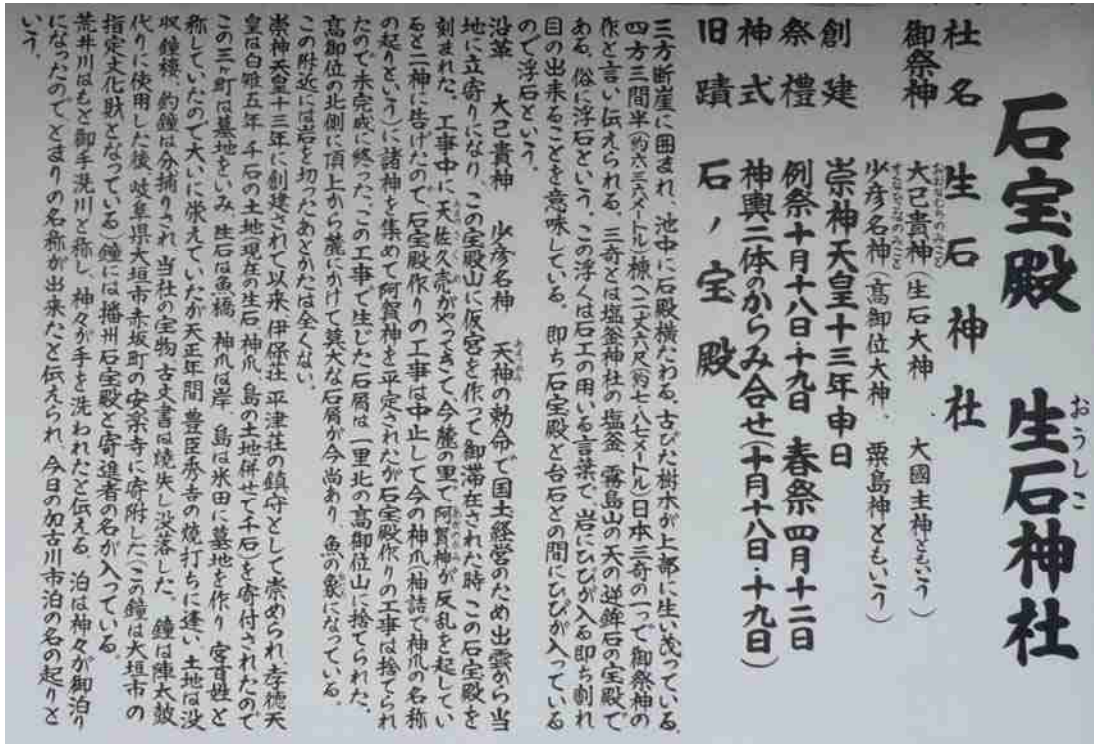 石宝殿　生石神社
おうしこ
社名　生石神社
御祭神　大己貴神(生石大神　大國主神ともいう)
おおなむちのみこと
少彦名神(高御位大神、粟島神ともいう)
すくなひこなのみこと
創建　崇神天皇十三年申日
祭禮　例祭十月十八日・十九日　春祭四月十二日
神式　神輿二体のからみ合せ(十月十八日・十九日)
旧蹟　石ノ宝殿
三方断崖に囲まれ、池中に石殿横たわる。古びた樹木が上部に生い茂っている。
四方三間半(約六・三六メートル)棟へ二丈六尺(約七・八七メートル)日本三奇の一つで御祭神の
作と言い伝えられる。三奇とは塩釜神社の塩釜　霧島山の天の逆鉾石の宝殿で
ある。俗に浮石という。この浮くは石工の用いる言葉で、岩にひびが入る即ち割れ
目の出来ることを意味している。即ち石宝殿と台石との間にひびが入っている
ので浮石という。
沿革　大己貴神　少彦名神　天神の勅命で国土経営のため出雲から当
あまつかみ
地に立寄りになり、この宝殿山に仮宮を作って御滞在された時　この石宝殿を
刻まれた。工事中に天佐久売がやってきて、今麓の里で阿賀神が反乱を起してい
ると二神に告げたので、石宝殿作りの工事は中止して今の神爪(神詰で神爪の名称
の起りという)に諸神を集めて阿賀神を平定されたが石宝殿作りの工事は捨てられ
たので未完成に終った。この工事で生じた石屑は一里北の高御位山に捨てられた。
高御位の北側に頂上から麓にかけて莫大な石屑が今尚あり、魚の象になっている。
この附近には岩を切ったあとかたは全くない。
崇神天皇十三年に創建されて以来、伊保荘　平津荘の鎮守として崇められ、孝徳天
皇は白雉五年　千石の土地現在の生石　神爪　島の土地併せて千石)を寄付されたので
この三ヶ町は墓地をいみ、生石は魚橋　神爪は岸　島は米田に墓地を作り　宮百姓と
称していたので大いに栄えていたが天正年間　豊臣秀吉の焼打ちに逢い、土地は没
収　鐘楼、釣鐘は分捕りされ　当社の宝物　古文書は焼失し没落した。鐘は陣太鼓
代りに使用した後　岐阜県大垣市赤坂町の安楽寺に寄附した(この鐘は大垣市の
指定文化財となっている)鐘には播州石宝殿と寄進者の名が入っている。
荒井川はもと御手洗川と称し、神々が手を洗われたと伝える　泊は神々が御泊り
になったのでとまりの名称が出来たと伝えられ、今日の加古川市泊の名の起りと
いう。